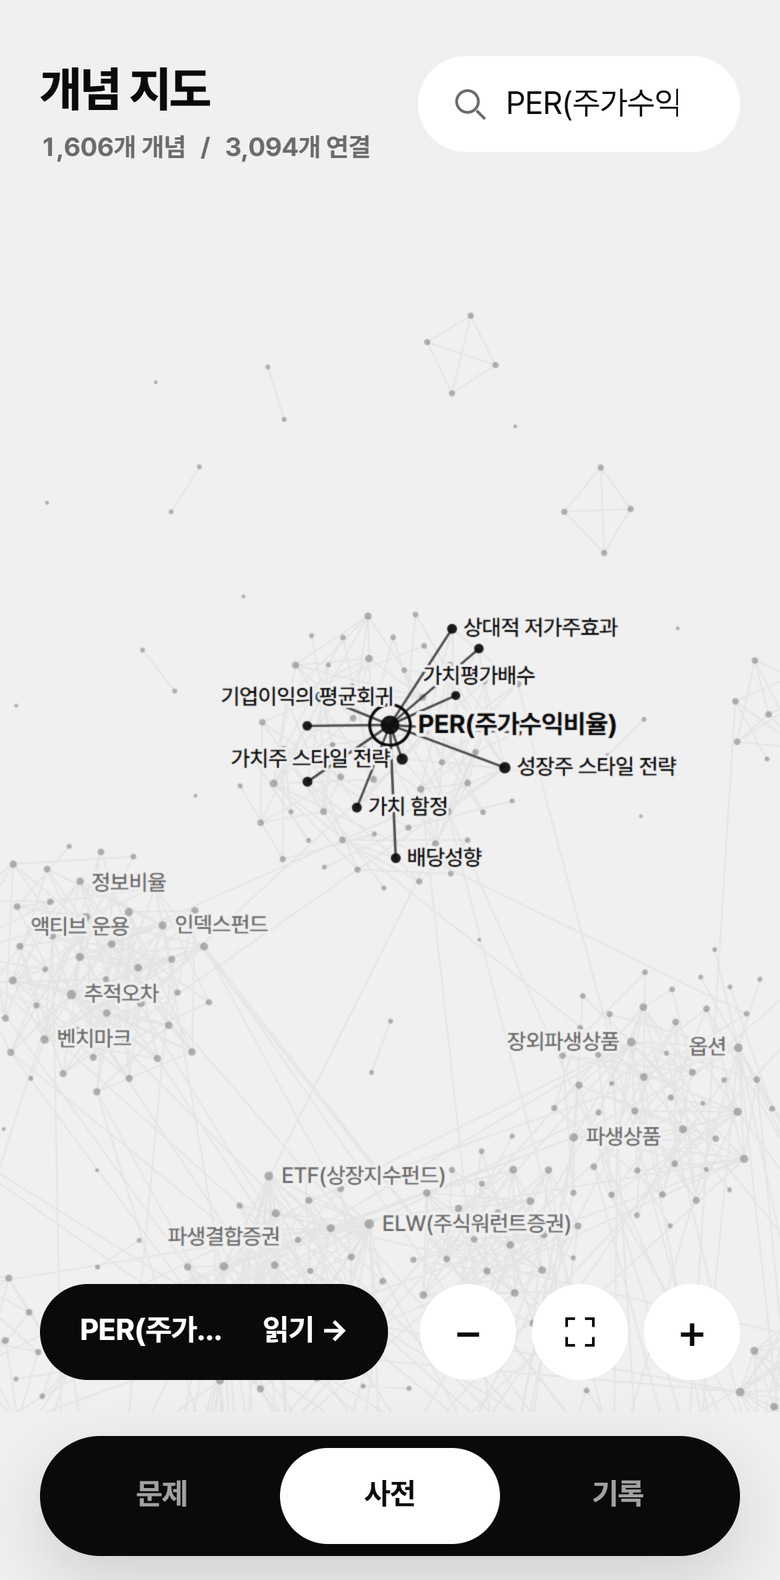 개념 지도
PER(주가수익
1,606개 개념 / 3,094개 연결
상대적 저가주효과
가치평가배수
기업이익의 평균회귀
PER(주가수익비율)
가치주 스타일 전략
성장주 스타일 전략
가치 함정
배당성향
정보비율
액티브 운용
인덱스펀드
추적오차
벤치마크
장외파생상품
옵션
파생상품
ETF(상장지수펀드)
ELW(주식워런트증권)
파생결합증권
PER(주가... 읽기 →
문제 사전 기록